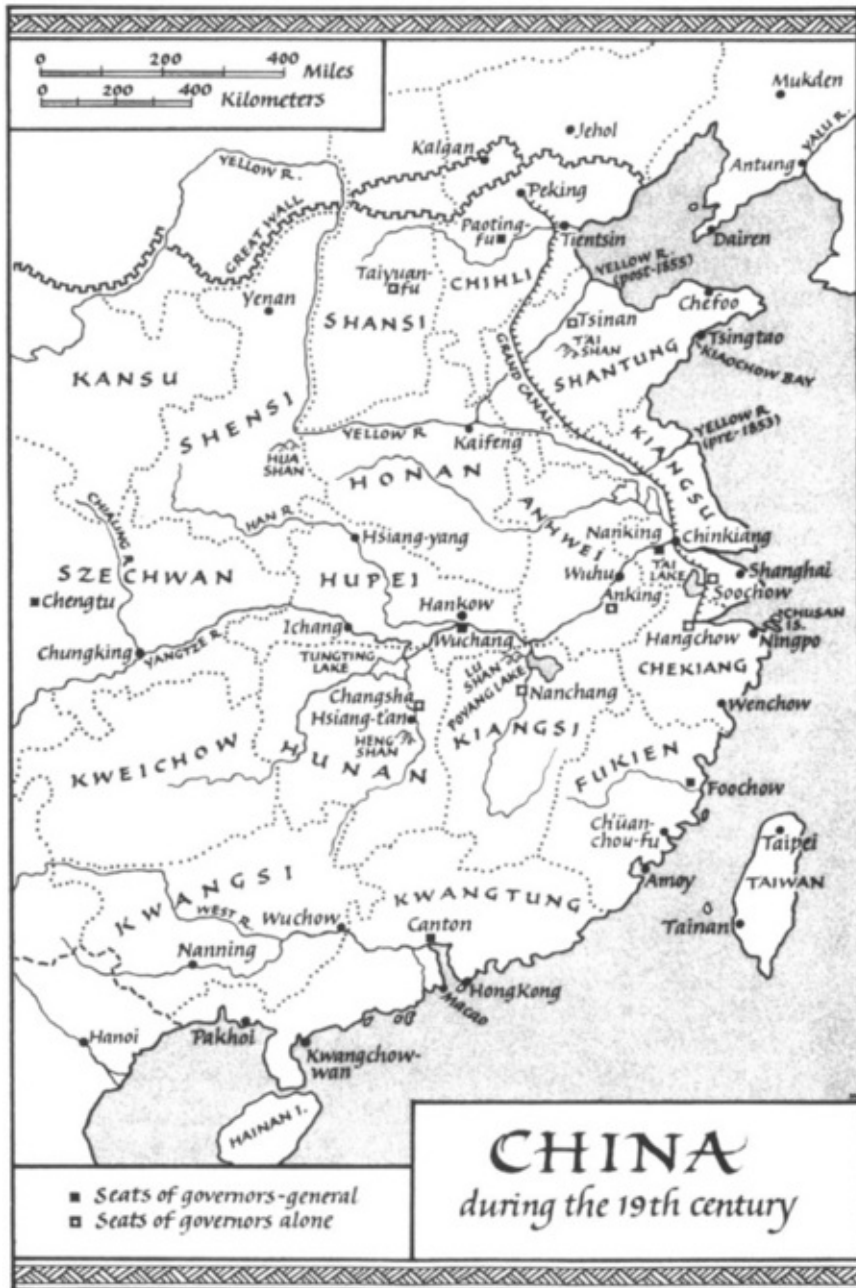 0 200 400 Miles
0 200 400 Kilometers
Mukden
Jehol
Kalgan
YALU R.
YELLOW R.
Antung
Peking
GREAT WALL
Paoting-
fu
Tientsin
Dairen
Taiyuan-
fu
CHIHLI
YELLOW R.
(post-1855)
Yenan
Chefoo
SHANSI
Tsinan
Tsingtao
T'AI
SHAN
KIAOCHOW BAY
GRAND CANAL
SHANTUNG
KANSU
SHENSI
YELLOW R.
Kaifeng
YELLOW R.
(pre-1853)
HUA
SHAN
HONAN
KIANGSU
CHIALING R.
HAN R.
ANHWEI
Hsiang-yang
Nanking
Chinkiang
SZECHWAN
HUPEI
Wuhu
TAI
LAKE
Shanghai
Chengtu
Hankow
Anking
Soochow
Ichang
Wuchang
Hangchow
CHUSAN
IS.
Ningpo
Chungking
YANGTZE R.
TUNGTING
LAKE
LU
SHAN
POYANG LAKE
CHEKIANG
Changsha
Nanchang
Hsiang-t'an
Wenchow
HENG
SHAN
KIANGSI
KWEICHOW
HUNAN
FUKIEN
Foochow
Ch'üan-
chou-fu
Taipei
Amoy
TAIWAN
KWANGSI
KWANGTUNG
WEST R.
Wuchow
Canton
Tainan
Nanning
Hong Kong
Macao
Hanoi
Pakhoi
Kwangchow-
wan
HAINAN I.
CHINA
during the 19th century
Seats of governors-general
Seats of governors alone